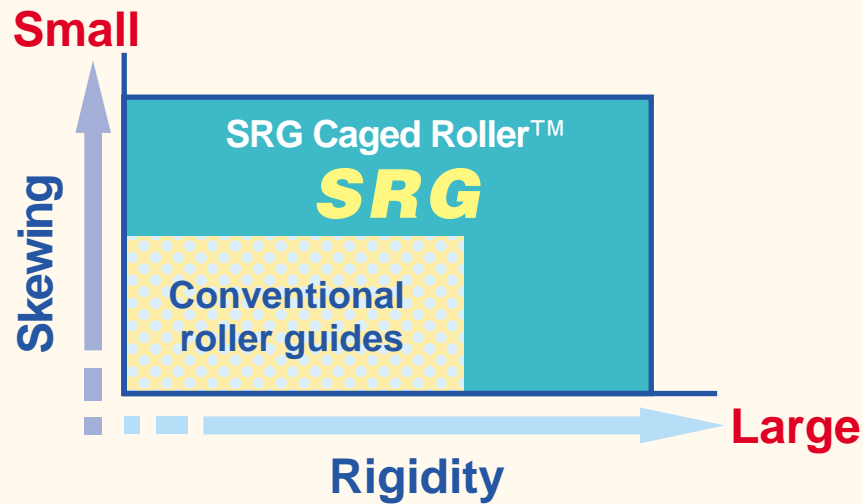 Small
SRG Caged Roller™
SRG
Skewing
Conventional
roller guides
Large
Rigidity